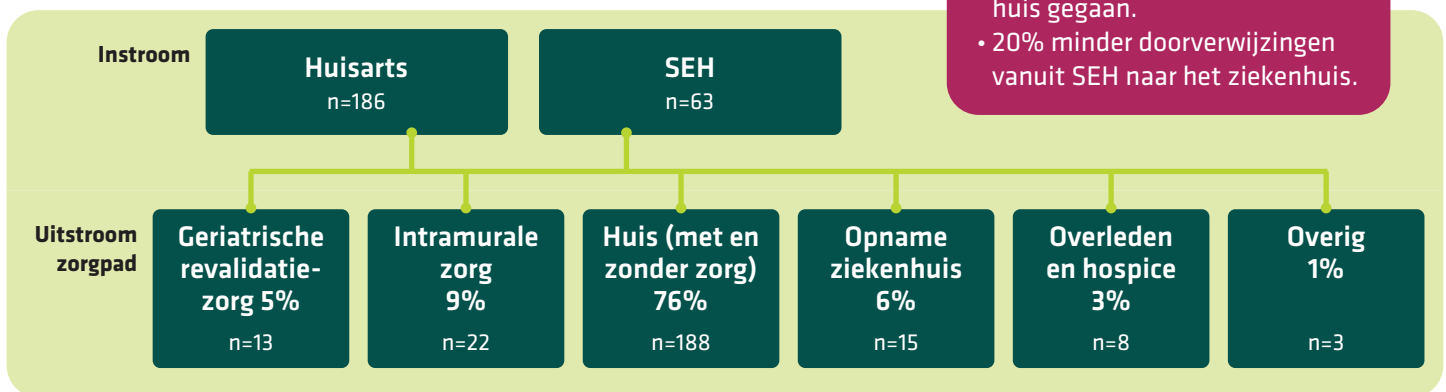 huis gegaan.
• 20% minder doorverwijzingen
vanuit SEH naar het ziekenhuis.
Instroom
Huisarts
n=186
SEH
n=63
Uitstroom
zorgpad
Geriatrische
revalidatie-
zorg 5%
n=13
Intramurale
zorg
9%
n=22
Huis (met en
zonder zorg)
76%
n=188
Opname
ziekenhuis
6%
n=15
Overleden
en hospice
3%
n=8
Overig
1%
n=3